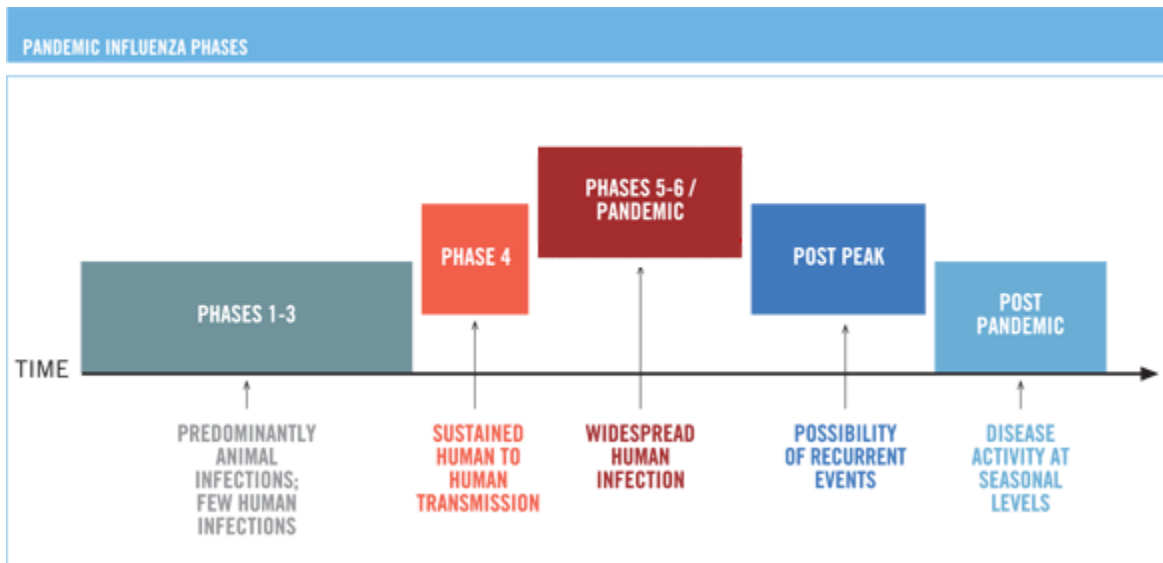 PANDEMIC INFLUENZA PHASES
PHASES 5-6 /
PANDEMIC
PHASE 4
POST PEAK
PHASES 1-3
POST
PANDEMIC
TIME
PREDOMINANTLY
ANIMAL
INFECTIONS;
FEW HUMAN
INFECTIONS
SUSTAINED
HUMAN TO
HUMAN
TRANSMISSION
WIDESPREAD
HUMAN
INFECTION
POSSIBILITY
OF RECURRENT
EVENTS
DISEASE
ACTIVITY AT
SEASONAL
LEVELS